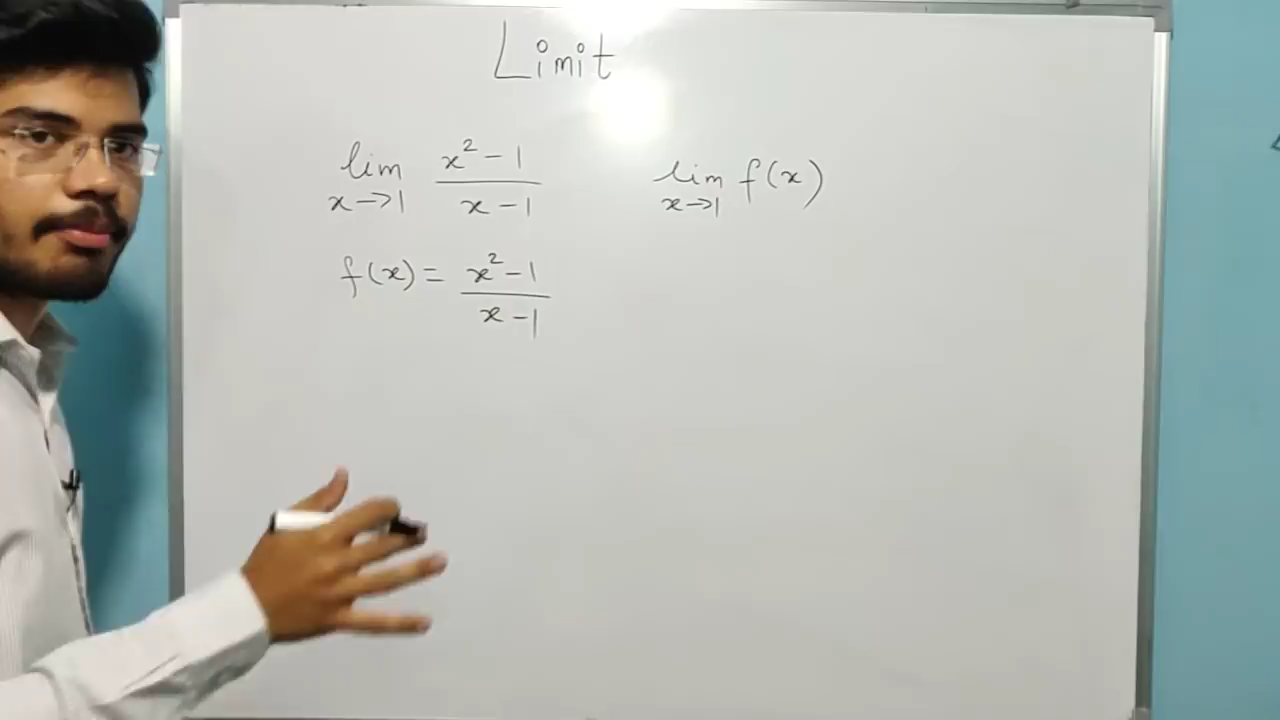 Limit
lim x→1 x² - 1 / x - 1
lim x→1 f(x)
f(x) = x² - 1 / x - 1